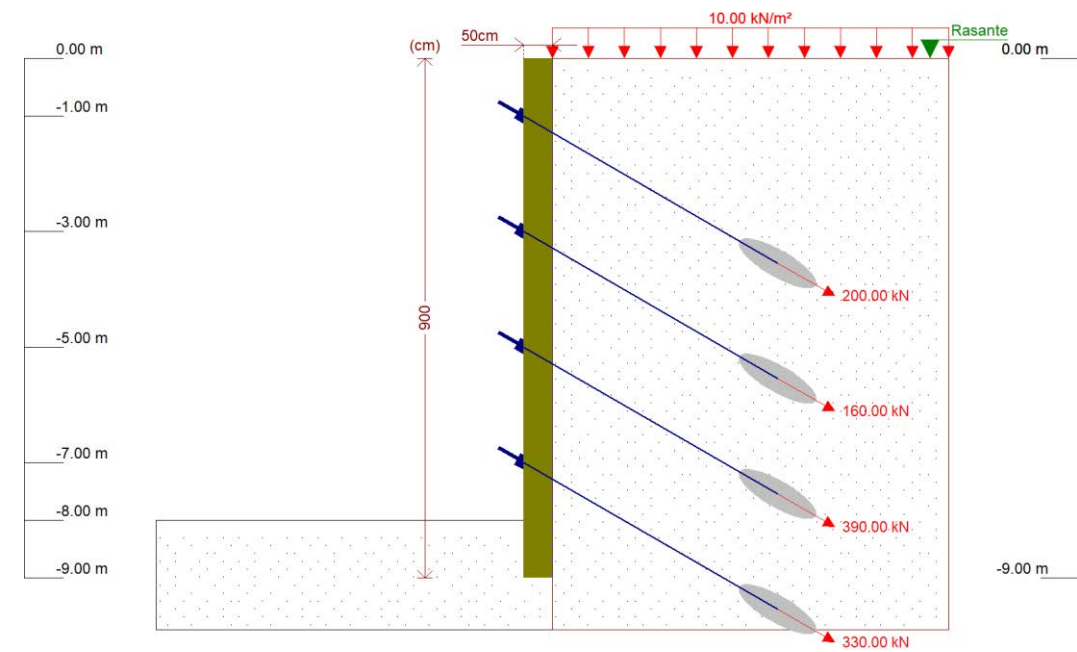 10.00 kN/m²
50cm
Rasante
(cm)
0.00 m
0.00 m
-1.00 m
-3.00 m
200.00 kN
900
-5.00 m
160.00 kN
-7.00 m
390.00 kN
-8.00 m
-9.00 m
-9.00 m
330.00 kN